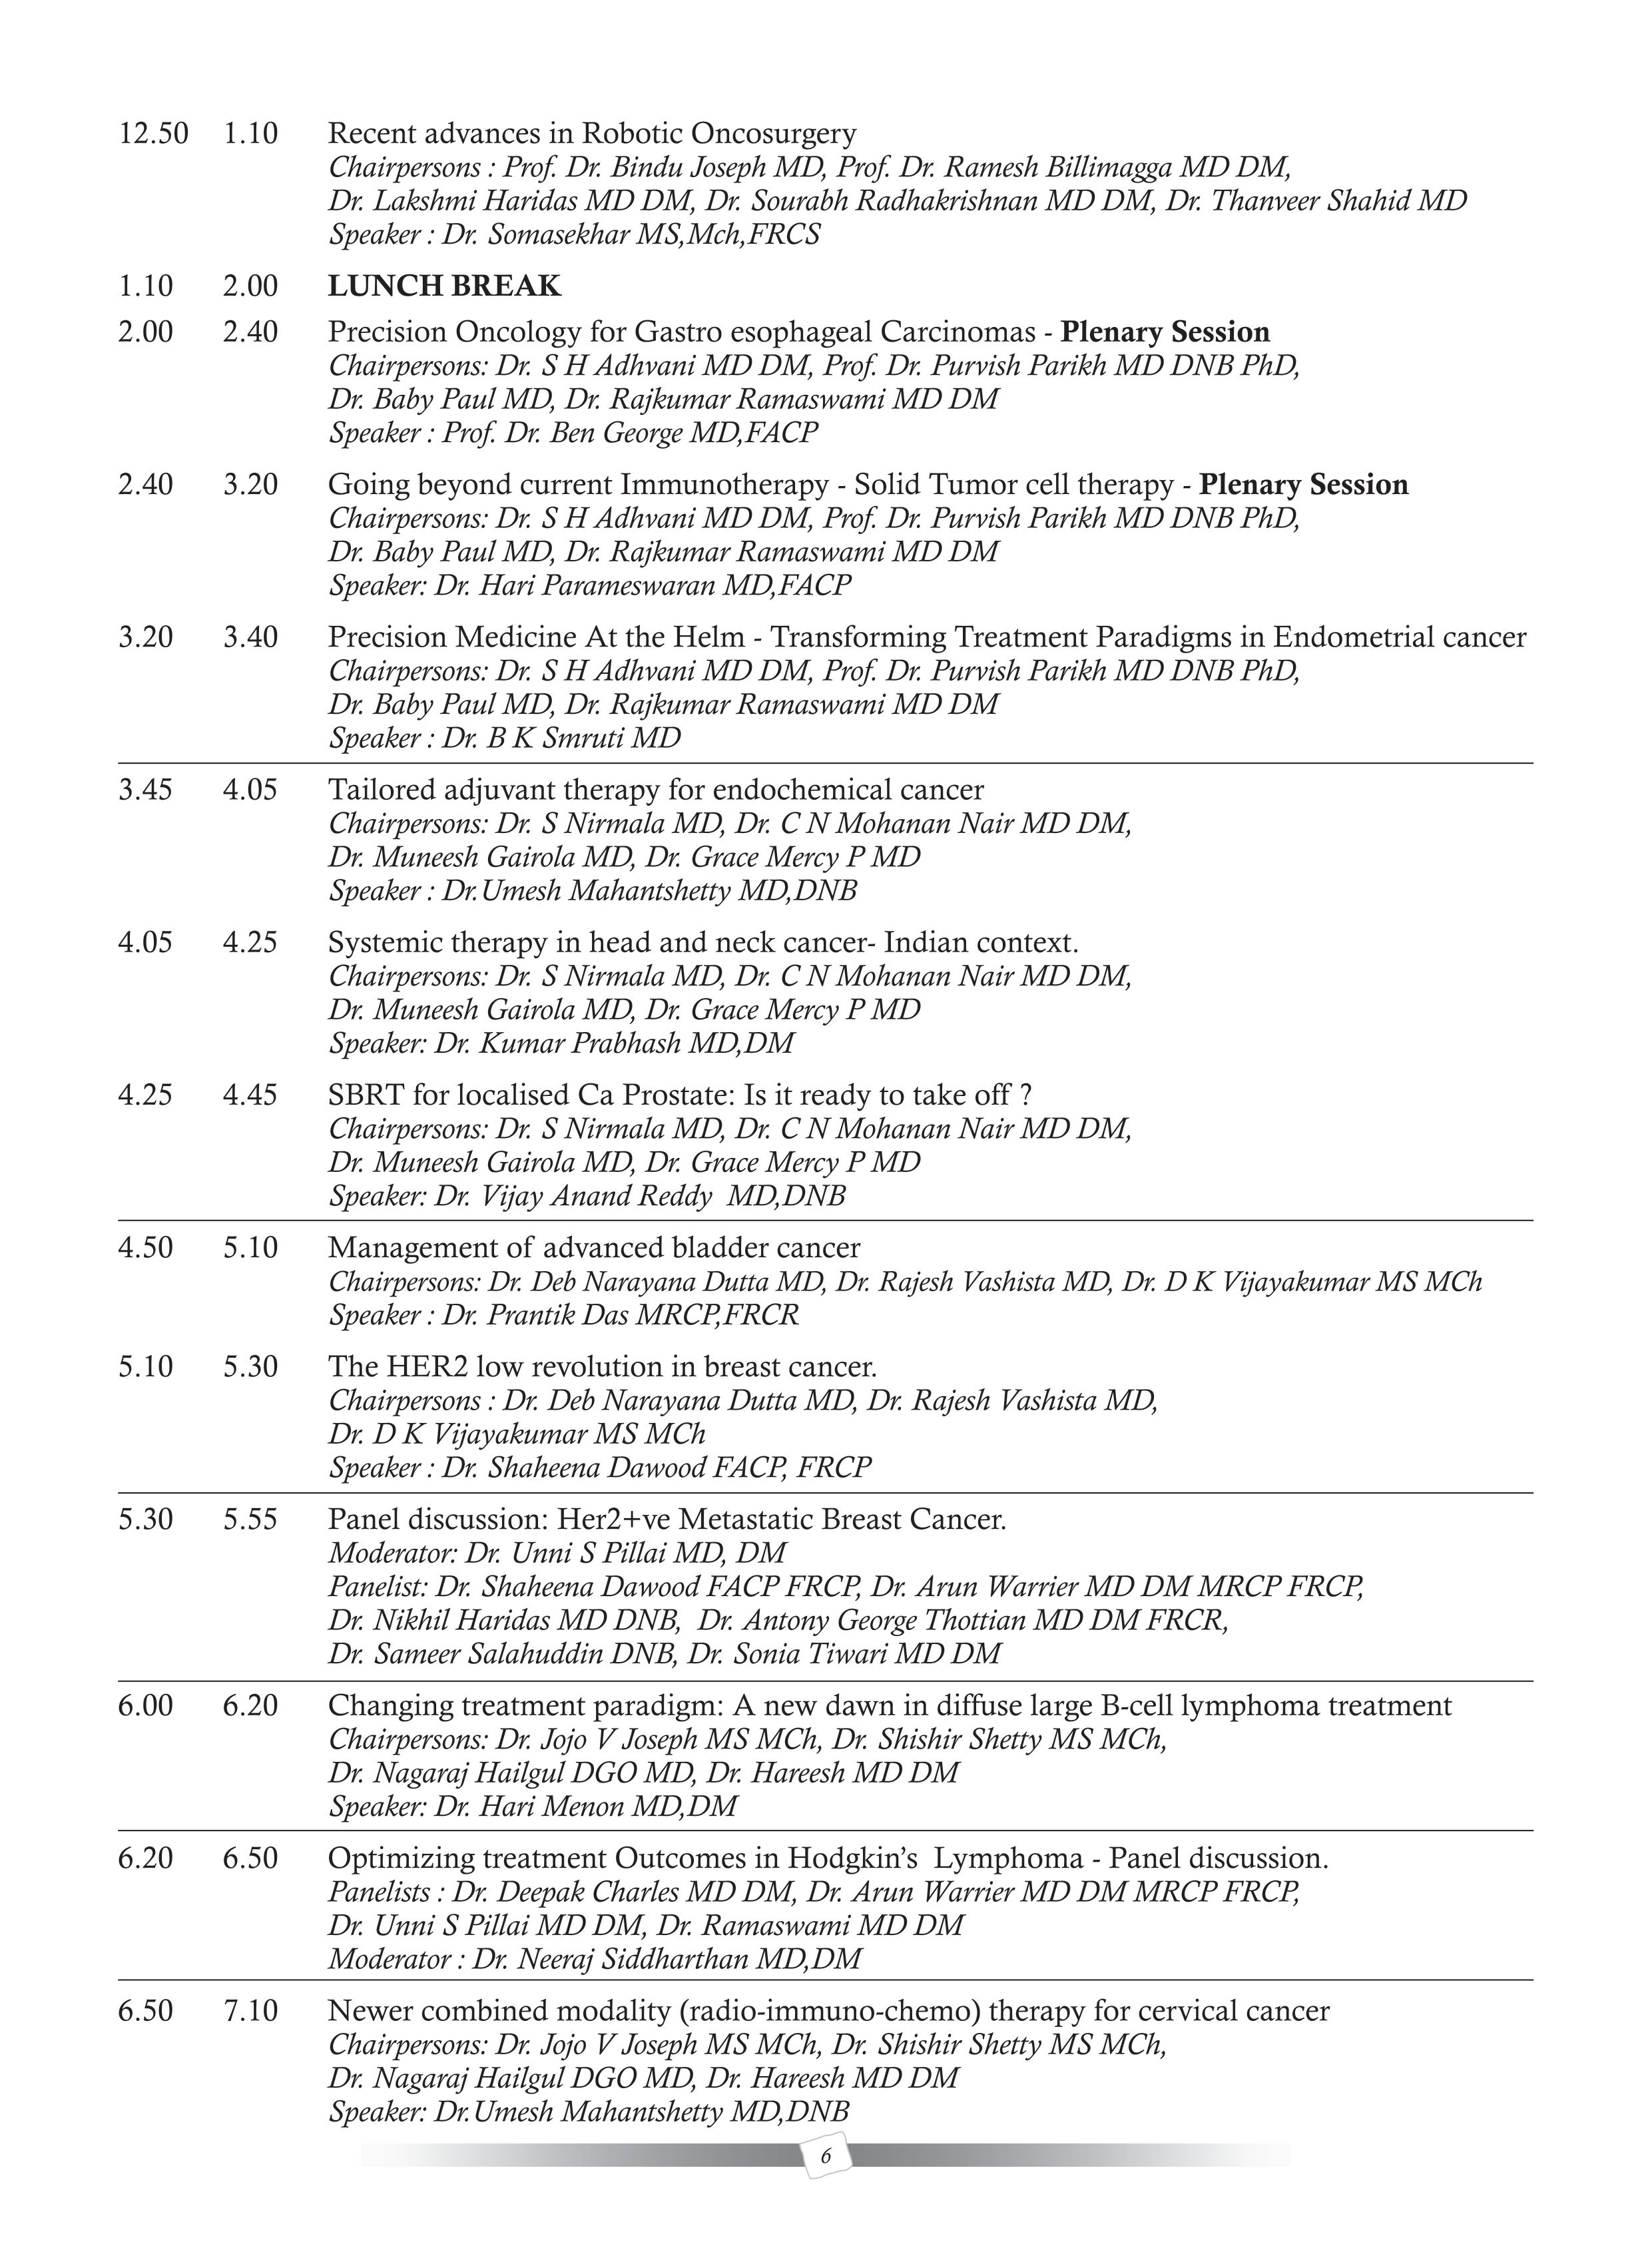 12.50 1.10 Recent advances in Robotic Oncosurgery
Chairpersons : Prof. Dr. Bindu Joseph MD, Prof. Dr. Ramesh Billimagga MD DM,
Dr. Lakshmi Haridas MD DM, Dr. Sourabh Radhakrishnan MD DM, Dr. Thanveer Shahid MD
Speaker : Dr. Somasekhar MS,Mch,FRCS
1.10 2.00 LUNCH BREAK
2.00 2.40 Precision Oncology for Gastro esophageal Carcinomas - Plenary Session
Chairpersons: Dr. S H Adhvani MD DM, Prof. Dr. Purvish Parikh MD DNB PhD,
Dr. Baby Paul MD, Dr. Rajkumar Ramaswami MD DM
Speaker : Prof. Dr. Ben George MD,FACP
2.40 3.20 Going beyond current Immunotherapy - Solid Tumor cell therapy - Plenary Session
Chairpersons: Dr. S H Adhvani MD DM, Prof. Dr. Purvish Parikh MD DNB PhD,
Dr. Baby Paul MD, Dr. Rajkumar Ramaswami MD DM
Speaker: Dr. Hari Parameswaran MD,FACP
3.20 3.40 Precision Medicine At the Helm - Transforming Treatment Paradigms in Endometrial cancer
Chairpersons: Dr. S H Adhvani MD DM, Prof. Dr. Purvish Parikh MD DNB PhD,
Dr. Baby Paul MD, Dr. Rajkumar Ramaswami MD DM
Speaker : Dr. B K Smruti MD
3.45 4.05 Tailored adjuvant therapy for endochemical cancer
Chairpersons: Dr. S Nirmala MD, Dr. C N Mohanan Nair MD DM,
Dr. Muneesh Gairola MD, Dr. Grace Mercy P MD
Speaker : Dr.Umesh Mahantshetty MD,DNB
4.05 4.25 Systemic therapy in head and neck cancer- Indian context.
Chairpersons: Dr. S Nirmala MD, Dr. C N Mohanan Nair MD DM,
Dr. Muneesh Gairola MD, Dr. Grace Mercy P MD
Speaker: Dr. Kumar Prabhash MD,DM
4.25 4.45 SBRT for localised Ca Prostate: Is it ready to take off ?
Chairpersons: Dr. S Nirmala MD, Dr. C N Mohanan Nair MD DM,
Dr. Muneesh Gairola MD, Dr. Grace Mercy P MD
Speaker: Dr. Vijay Anand Reddy MD,DNB
4.50 5.10 Management of advanced bladder cancer
Chairpersons: Dr. Deb Narayana Dutta MD, Dr. Rajesh Vashista MD, Dr. D K Vijayakumar MS MCh
Speaker : Dr. Prantik Das MRCP,FRCR
5.10 5.30 The HER2 low revolution in breast cancer.
Chairpersons : Dr. Deb Narayana Dutta MD, Dr. Rajesh Vashista MD,
Dr. D K Vijayakumar MS MCh
Speaker : Dr. Shaheena Dawood FACP, FRCP
5.30 5.55 Panel discussion: Her2+ve Metastatic Breast Cancer.
Moderator: Dr. Unni S Pillai MD, DM
Panelist: Dr. Shaheena Dawood FACP FRCP, Dr. Arun Warrier MD DM MRCP FRCP,
Dr. Nikhil Haridas MD DNB, Dr. Antony George Thottian MD DM FRCR,
Dr. Sameer Salahuddin DNB, Dr. Sonia Tiwari MD DM
6.00 6.20 Changing treatment paradigm: A new dawn in diffuse large B-cell lymphoma treatment
Chairpersons: Dr. Jojo V Joseph MS MCh, Dr. Shishir Shetty MS MCh,
Dr. Nagaraj Hailgul DGO MD, Dr. Hareesh MD DM
Speaker: Dr. Hari Menon MD,DM
6.20 6.50 Optimizing treatment Outcomes in Hodgkin’s Lymphoma - Panel discussion.
Panelists : Dr. Deepak Charles MD DM, Dr. Arun Warrier MD DM MRCP FRCP,
Dr. Unni S Pillai MD DM, Dr. Ramaswami MD DM
Moderator : Dr. Neeraj Siddharthan MD,DM
6.50 7.10 Newer combined modality (radio-immuno-chemo) therapy for cervical cancer
Chairpersons: Dr. Jojo V Joseph MS MCh, Dr. Shishir Shetty MS MCh,
Dr. Nagaraj Hailgul DGO MD, Dr. Hareesh MD DM
Speaker: Dr.Umesh Mahantshetty MD,DNB
6